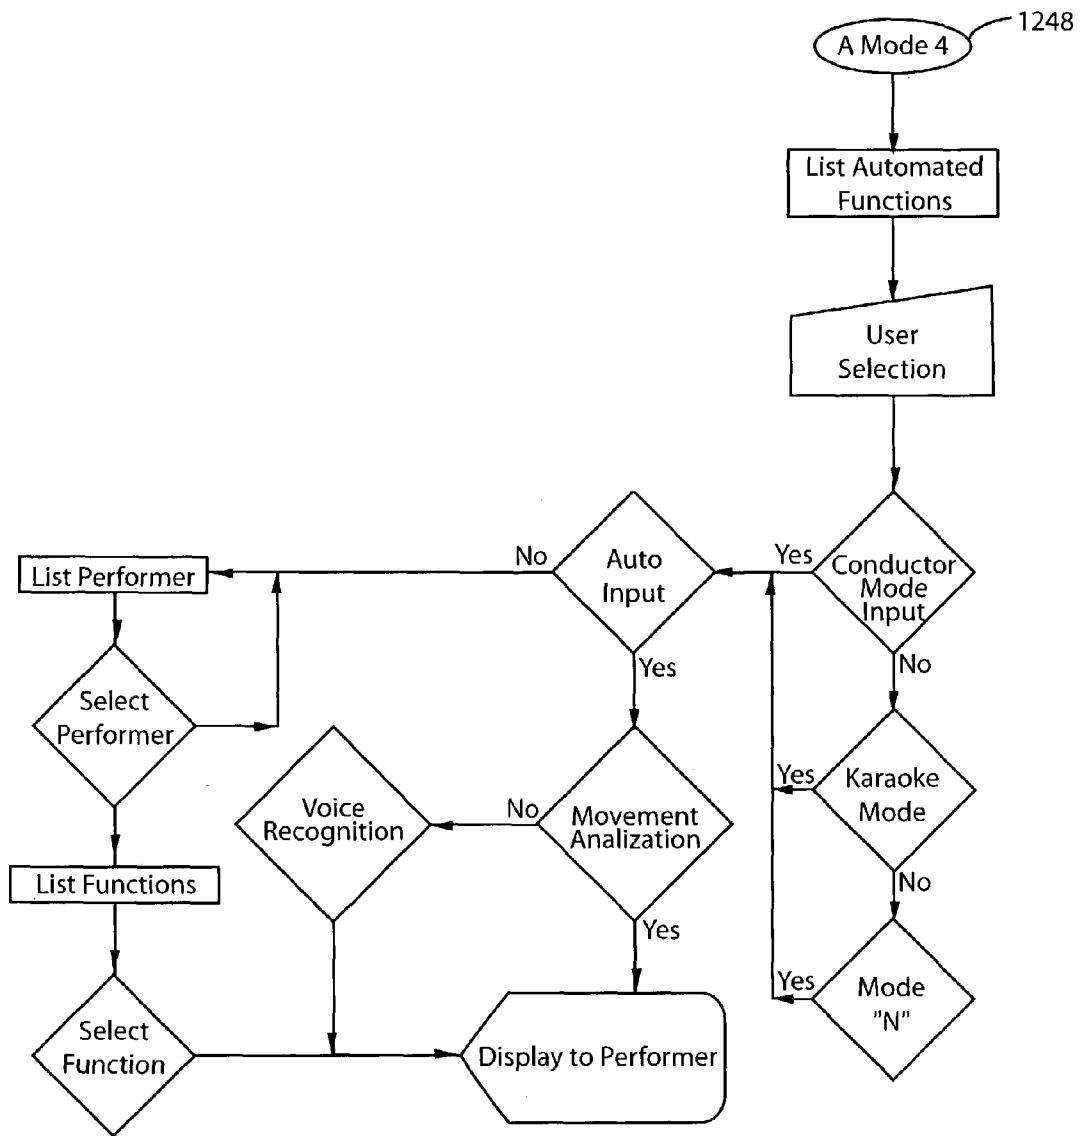 1248
A Mode 4
List Automated
Functions
User
Selection
Conductor
Mode
Input
Yes
No
Auto
Input
No
Yes
List Performer
Select
Performer
Karaoke
Mode
Yes
No
Movement
Analization
No
Yes
Voice
Recognition
List Functions
Mode
"N"
Yes
Select
Function
Display to Performer